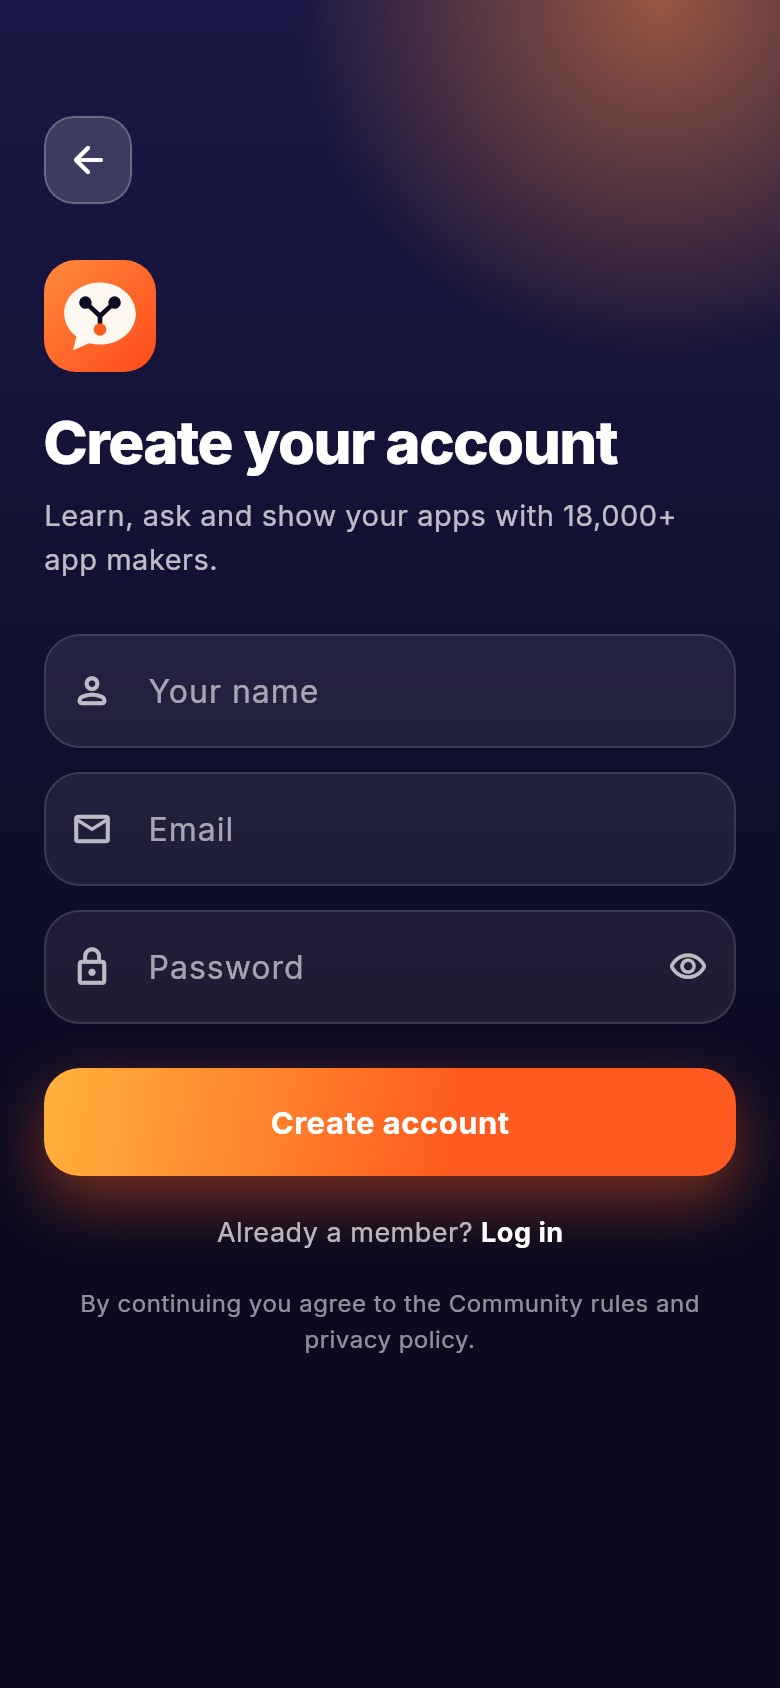 Create your account
Learn, ask and show your apps with 18,000+
app makers.
Your name
Email
Password
Create account
Already a member? Log in
By continuing you agree to the Community rules and
privacy policy.